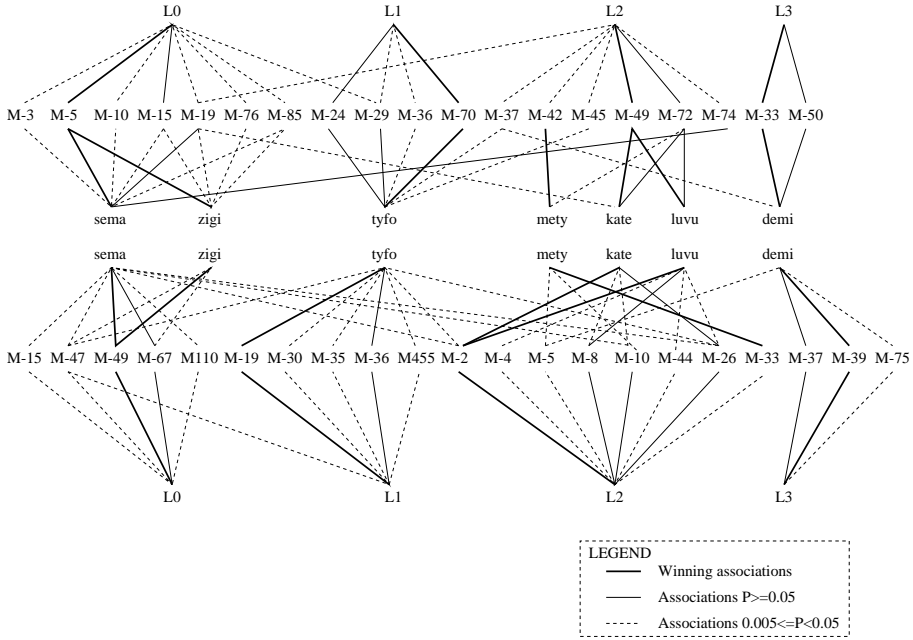 L0 L1 L2 L3
M-3 M-5 M-10 M-15 M-19 M-76 M-85 M-24 M-29 M-36 M-70 M-37 M-42 M-45 M-49 M-72 M-74 M-33 M-50
sema zigi tyfo mety kate luvu demi
sema zigi tyfo mety kate luvu demi
M-15 M-47 M-49 M-67 M110 M-19 M-30 M-35 M-36 M455 M-2 M-4 M-5 M-8 M-10 M-44 M-26 M-33 M-37 M-39 M-75
L0 L1 L2 L3
LEGEND
Winning associations
Associations P>=0.05
Associations 0.005<=P<0.05